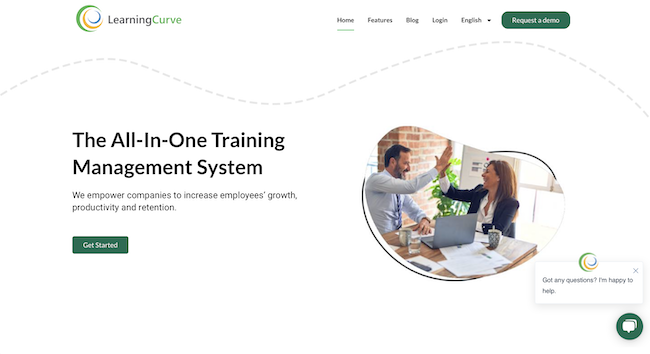 LearningCurve
Home
Features
Blog
Login
English
Request a demo
The All-In-One Training
Management System
We empower companies to increase employees' growth,
productivity and retention.
Get Started
Got any questions? I'm happy to
help.